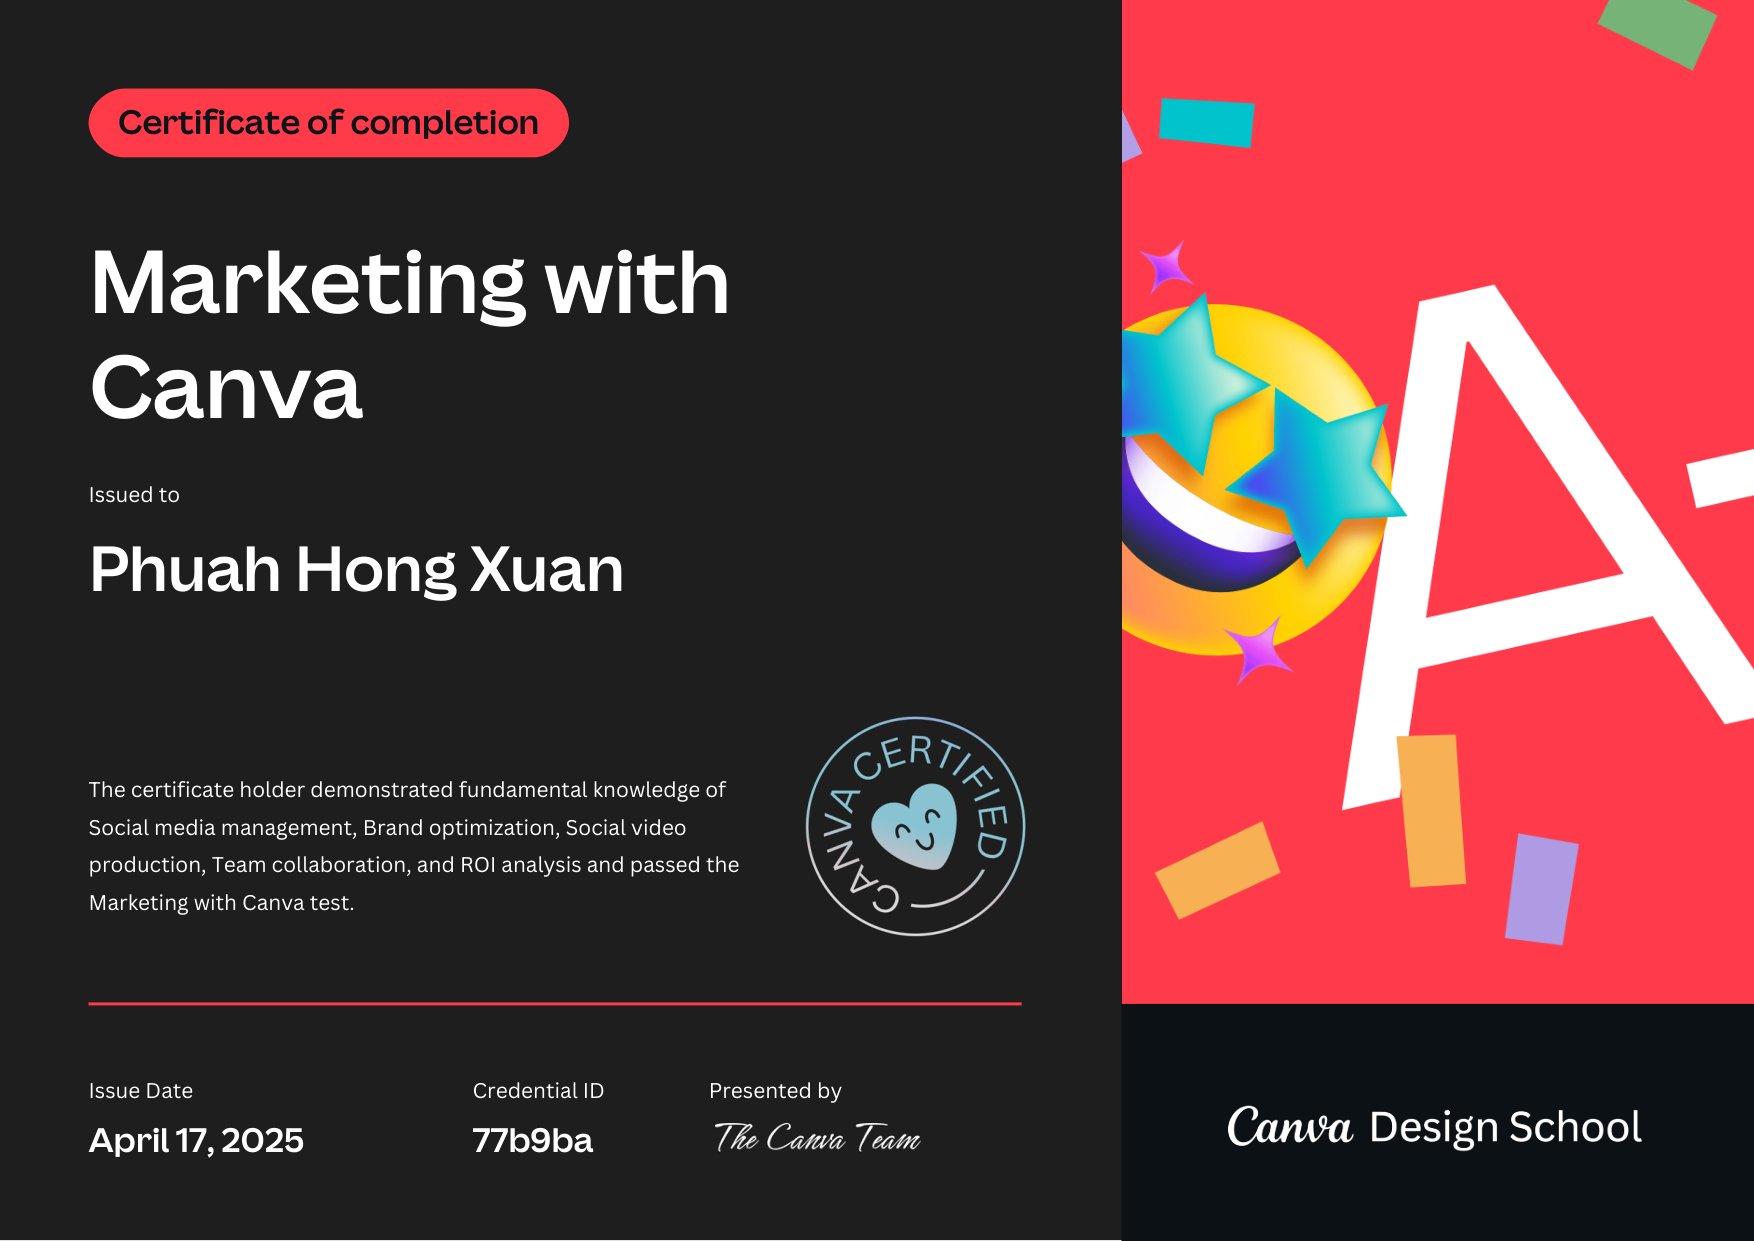 Certificate of completion
Marketing with
Canva
Issued to
Phuah Hong Xuan
The certificate holder demonstrated fundamental knowledge of
Social media management, Brand optimization, Social video
production, Team collaboration, and ROI analysis and passed the
Marketing with Canva test.
CANVA CERTIFIED
Issue Date
April 17, 2025
Credential ID
77b9ba
Presented by
The Canva Team
A+
Canva Design School